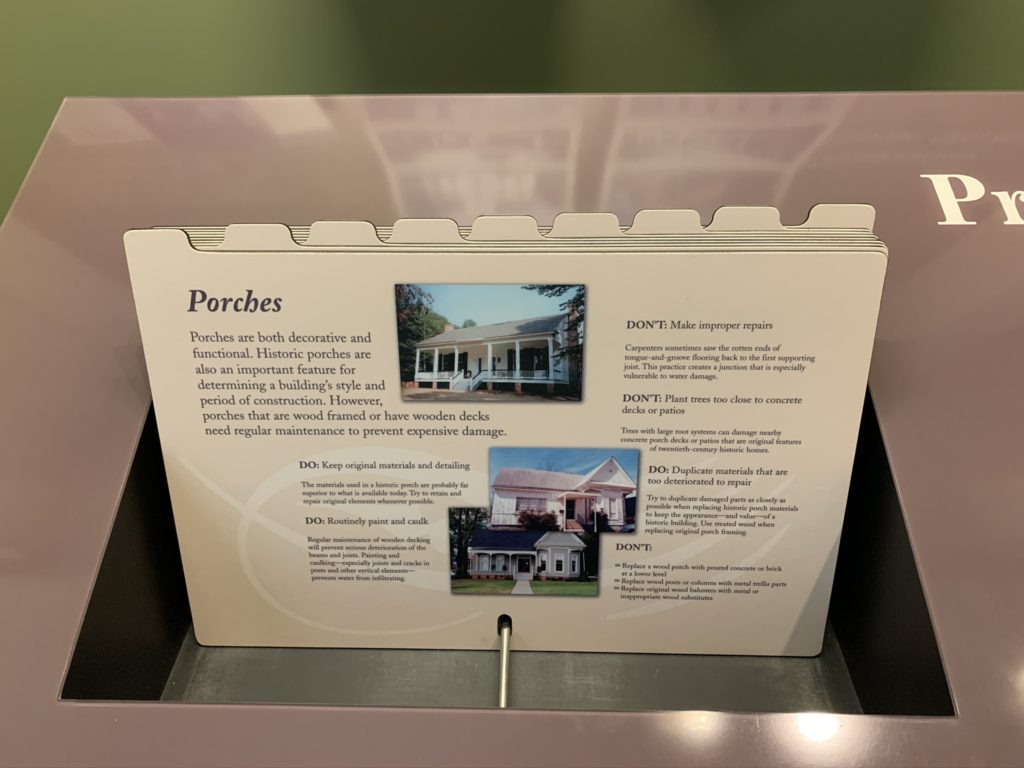 Pr
Porches
Porches are both decorative and
functional. Historic porches are
also an important feature for
determining a building's style and
period of construction. However,
porches that are wood framed or have wooden decks
need regular maintenance to prevent expensive damage.
DO: Keep original materials and detailing
The materials used in a historic porch are probably far
superior to what is available today. Try to retain and
repair original elements whenever possible.
DO: Routinely paint and caulk
Regular maintenance of wooden decking
will prevent serious deterioration of the
beams and joists. Painting and
caulking—especially joints and cracks in
posts and other vertical elements—
prevents water from infiltrating.
DON'T: Make improper repairs
Carpenters sometimes saw the rotten ends of
tongue-and-groove flooring back to the first supporting
joist. This practice creates a junction that is especially
vulnerable to water damage.
DON'T: Plant trees too close to concrete
decks or patios
Trees with large root systems can damage nearby
concrete porch decks or patios that are original features
of twentieth-century historic homes.
DO: Duplicate materials that are
too deteriorated to repair
Try to duplicate damaged parts as closely as
possible when replacing historic porch materials
to keep the appearance—and value—of a
historic building. Use treated wood when
replacing original porch framing.
DON'T:
Replace a wood porch with poured concrete or brick
at a lower level
Replace wood posts or columns with metal trellis parts
Replace original wood balusters with metal or
inappropriate wood substitutes